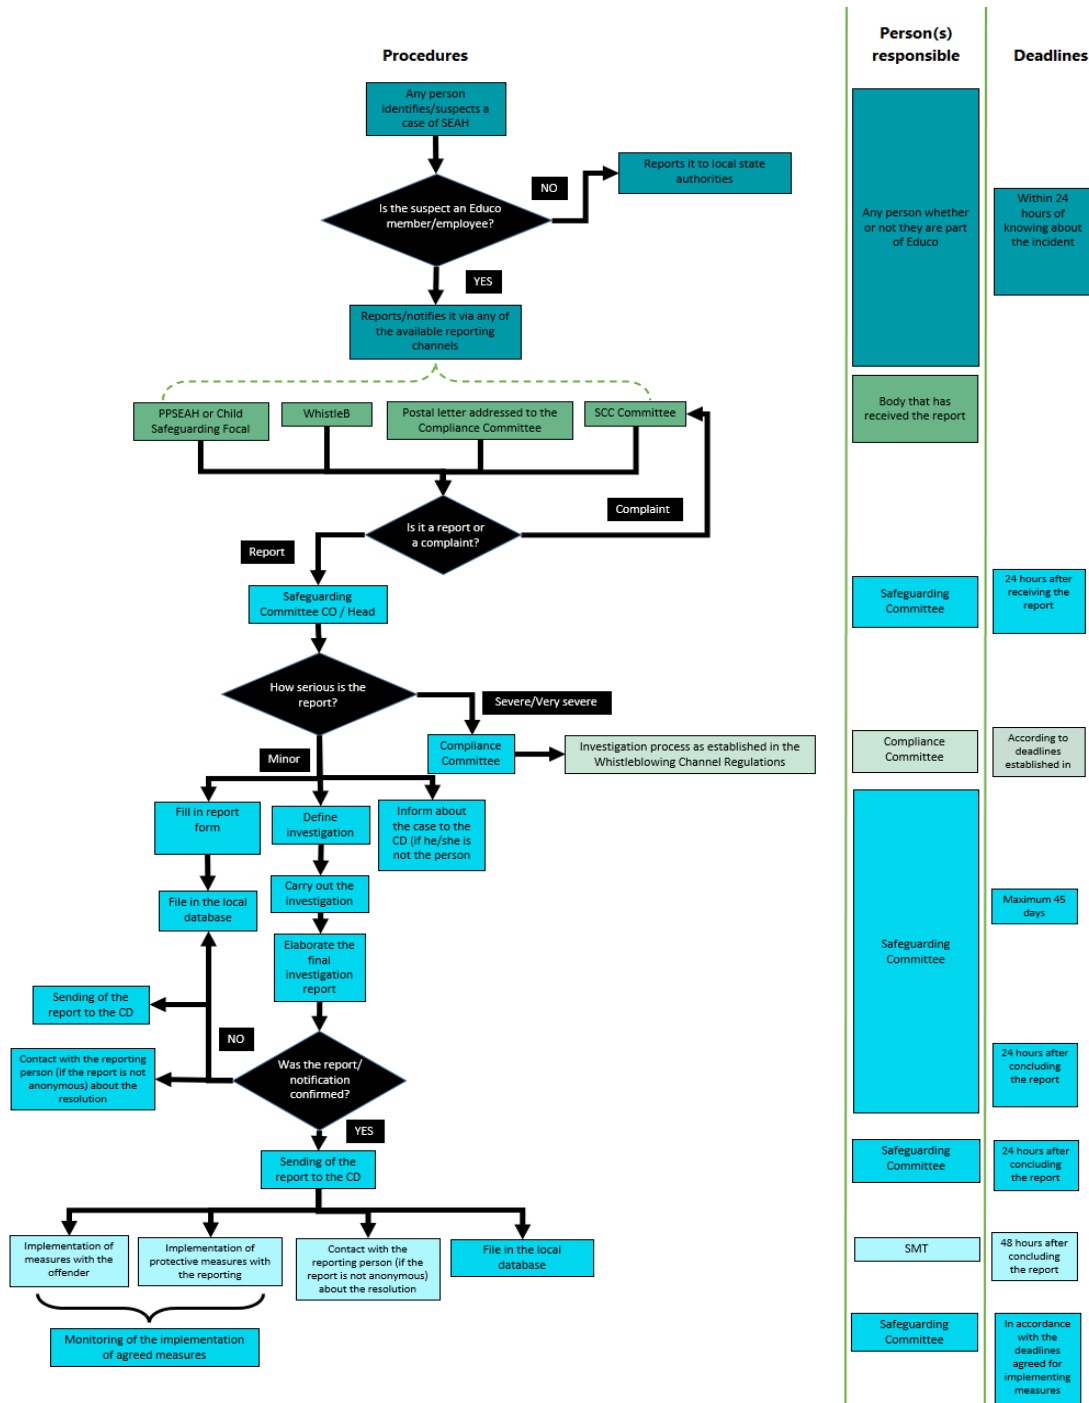 Procedures
Person(s)
responsible
Deadlines
Any person
identifies/suspects a
case of SEAH
Reports it to local state
authorities
NO
Is the suspect an Educo
member/employee?
Any person whether
or not they are part
of Educo
Within 24
hours of
knowing about
the incident
YES
Reports/notifies it via any of
the available reporting
channels
PPSEAH or Child
Safeguarding Focal
WhistleB
Postal letter addressed to the
Compliance Committee
SCC Committee
Body that has
received the report
Complaint
Is it a report or
a complaint?
Report
Safeguarding
Committee CO / Head
Safeguarding
Committee
24 hours after
receiving the
report
How serious is the
report?
Severe/Very severe
Minor
Compliance
Committee
Investigation process as established in the
Whistleblowing Channel Regulations
Compliance
Committee
According to
deadlines
established in
Fill in report
form
Define
investigation
Inform about
the case to the
CD (if he/she is
not the person
File in the local
database
Carry out the
investigation
Maximum 45
days
Elaborate the
final
investigation
report
Safeguarding
Committee
Sending of the
report to the CD
NO
Contact with the reporting
person (if the report is not
anonymous) about the
resolution
Was the report/
notification
confirmed?
24 hours after
concluding
the report
YES
Sending of the
report to the CD
Safeguarding
Committee
24 hours after
concluding
the report
Implementation of
measures with the
offender
Implementation of
protective measures with
the reporting
Contact with the
reporting person (if the
report is not anonymous)
about the resolution
File in the local
database
SMT
48 hours after
concluding
the report
Monitoring of the implementation
of agreed measures
Safeguarding
Committee
In accordance
with the
deadlines
agreed for
implementing
measures